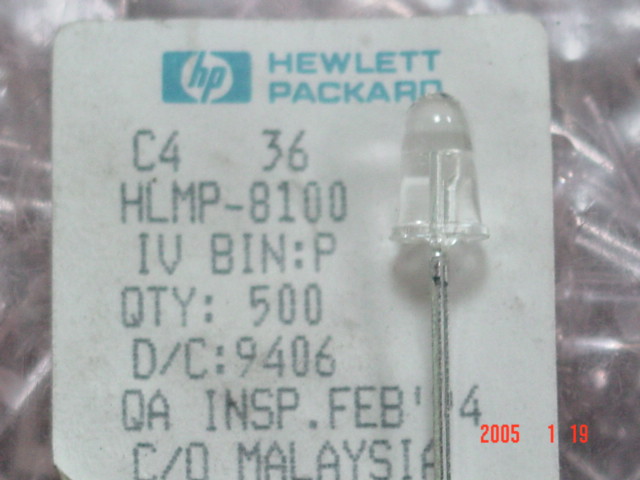 hp HEWLETT
PACKARD
C4 36
HLMP-8100
IV BIN:P
QTY: 500
D/C:9406
QA INSP.FEB' 4
C/O MALAYSIA
2005 1 19